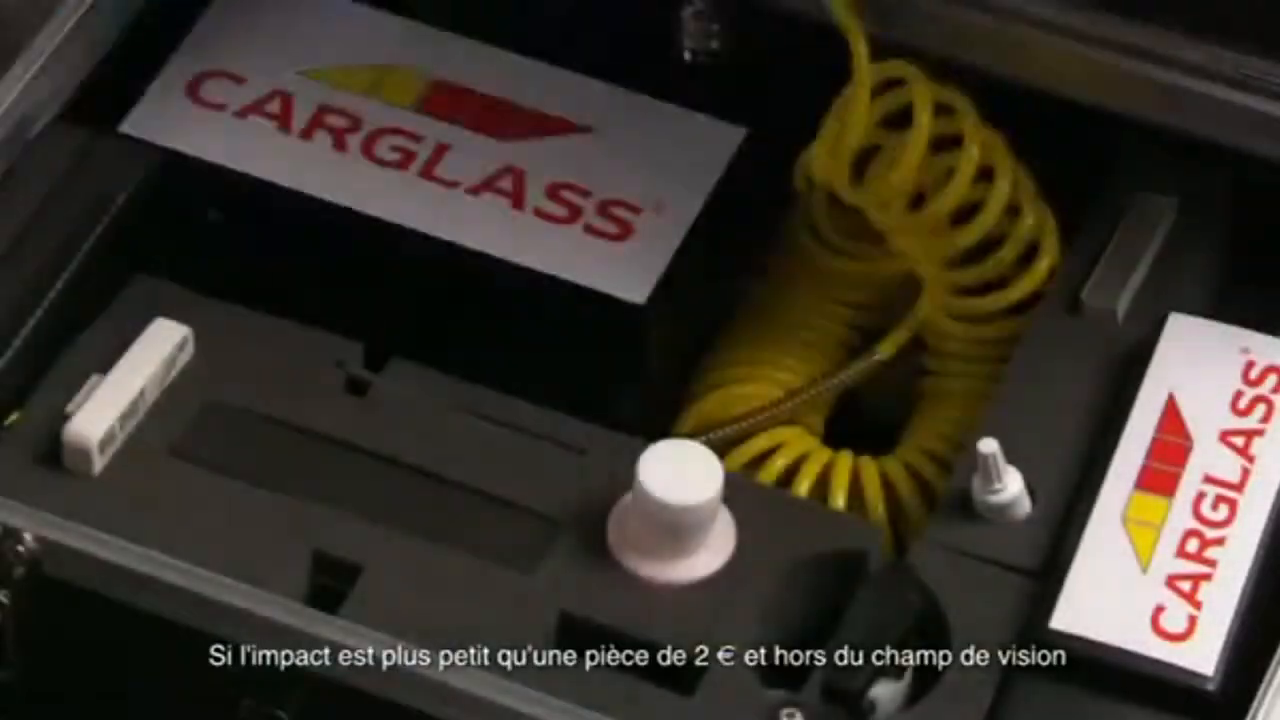 CARGLASS®
CARGLASS®
Si l'impact est plus petit qu'une pièce de 2 € et hors du champ de vision